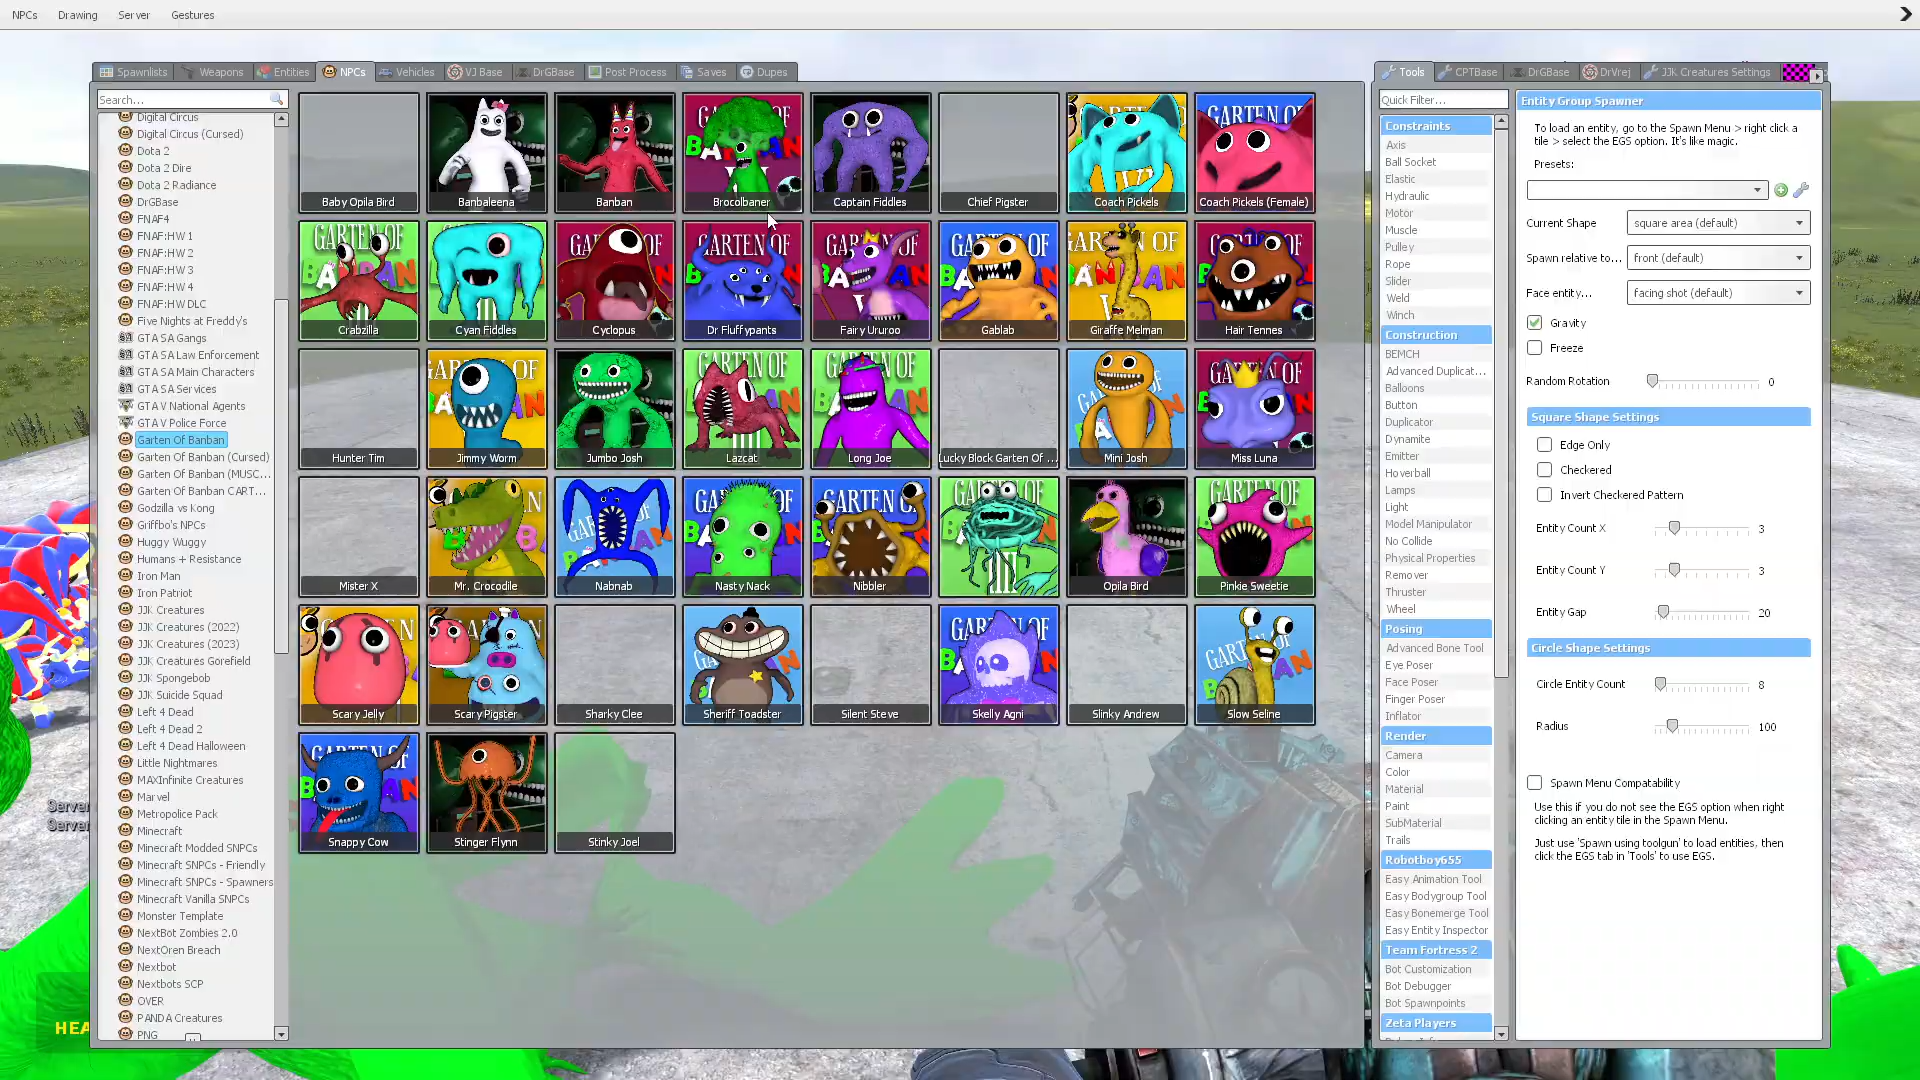 NPCs Drawing Server Gestures
Spawnlists Weapons Entities NPCs Vehicles VJ Base DrGBase Post Process Saves Dupes
Search...
Digital Circus
Digital Circus (Cursed)
Dota 2
Dota 2 Dire
Dota 2 Radiance
DrGBase
FNAF4
FNAF:HW 1
FNAF:HW 2
FNAF:HW 3
FNAF:HW 4
FNAF:HW DLC
Five Nights at Freddy's
GTA SA Gangs
GTA SA Law Enforcement
GTA SA Main Characters
GTA SA Services
GTA V National Agents
GTA V Police Force
Garten Of Banban
Garten Of Banban (Cursed)
Garten Of Banban (MUSC...
Garten Of Banban CART...
Godzilla vs Kong
Griffbo's NPCs
Huggy Wuggy
Humans + Resistance
Iron Man
Iron Patriot
JJK Creatures
JJK Creatures (2022)
JJK Creatures (2023)
JJK Creatures Gorefield
JJK Spongebob
JJK Suicide Squad
Left 4 Dead
Left 4 Dead 2
Left 4 Dead Halloween
Little Nightmares
MAXInfinite Creatures
Marvel
Metropolice Pack
Minecraft
Minecraft Modded SNPCs
Minecraft SNPCs - Friendly
Minecraft SNPCs - Spawners
Minecraft Vanilla SNPCs
Monster Template
NextBot Zombies 2.0
NextOren Breach
Nextbot
Nextbots SCP
OVER
PANDA Creatures
PNG
Baby Opila Bird Banbaleena Banban Brocolbaner Captain Fiddles Chief Pigster Coach Pickels Coach Pickels (Female)
Crabzilla Cyan Fiddles Cyclopus Dr Fluffypants Fairy Ururoo Gablab Giraffe Melman Hair Tennes
Hunter Tim Jimmy Worm Jumbo Josh Lazcat Long Joe Lucky Block Garten Of ... Mini Josh Miss Luna
Mister X Mr. Crocodile Nabnab Nasty Nack Nibbler Opila Bird Pinkie Sweetie
Scary Jelly Scary Pigster Sharky Clee Sheriff Toadster Silent Steve Skelly Agni Slinky Andrew Slow Seline
Snappy Cow Stinger Flynn Stinky Joel
Server
Server
HEA
Tools CPTBase DrGBase DrVrej JJK Creatures Settings
Quick Filter...
Constraints
Axis
Ball Socket
Elastic
Hydraulic
Motor
Muscle
Pulley
Rope
Slider
Weld
Winch
Construction
BEMCH
Advanced Duplicat...
Balloons
Button
Duplicator
Dynamite
Emitter
Hoverball
Lamps
Light
Model Manipulator
No Collide
Physical Properties
Remover
Thruster
Wheel
Posing
Advanced Bone Tool
Eye Poser
Face Poser
Finger Poser
Inflator
Render
Camera
Color
Material
Paint
SubMaterial
Trails
Robotboy655
Easy Animation Tool
Easy Bodygroup Tool
Easy Bonemerge Tool
Easy Entity Inspector
Team Fortress 2
Bot Customization
Bot Debugger
Bot Spawnpoints
Zeta Players
Entity Group Spawner
To load an entity, go to the Spawn Menu > right click a
tile > select the EGS option. It's like magic.
Presets:
Current Shape square area (default)
Spawn relative to... front (default)
Face entity... facing shot (default)
Gravity
Freeze
Random Rotation 0
Square Shape Settings
Edge Only
Checkered
Invert Checkered Pattern
Entity Count X 3
Entity Count Y 3
Entity Gap 20
Circle Shape Settings
Circle Entity Count 8
Radius 100
Spawn Menu Compatability
Use this if you do not see the EGS option when right
clicking an entity tile in the Spawn Menu.
Just use 'Spawn using toolgun' to load entities, then
click the EGS tab in 'Tools' to use EGS.